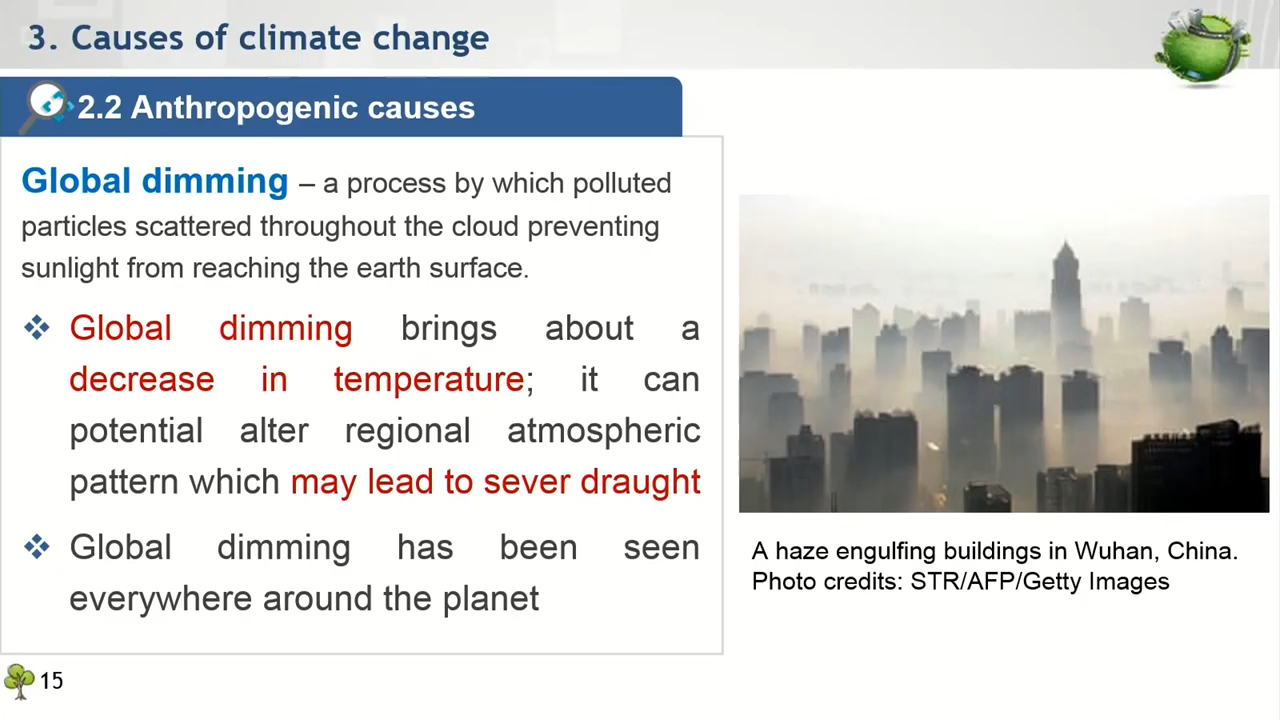 3. Causes of climate change
2.2 Anthropogenic causes
Global dimming – a process by which polluted
particles scattered throughout the cloud preventing
sunlight from reaching the earth surface.
❖ Global dimming brings about a
decrease in temperature; it can
potential alter regional atmospheric
pattern which may lead to sever draught
❖ Global dimming has been seen
everywhere around the planet
A haze engulfing buildings in Wuhan, China.
Photo credits: STR/AFP/Getty Images
15